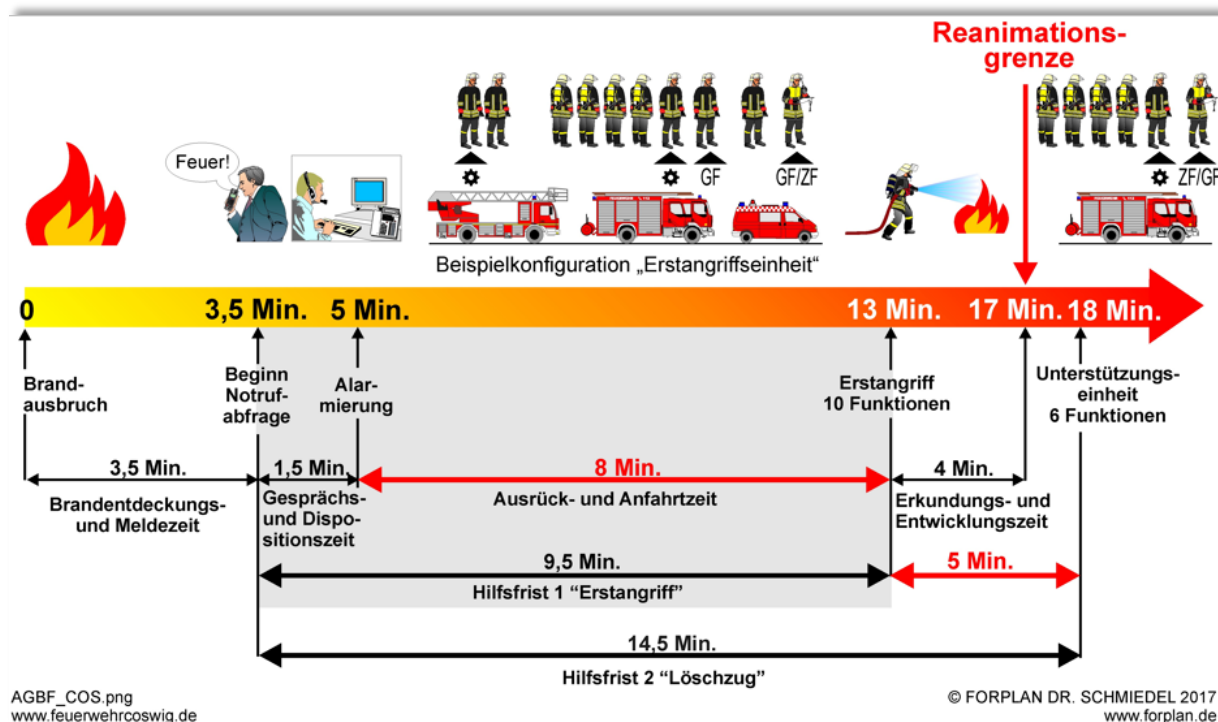 Reanimations-
grenze
Feuer!
GF
GF/ZF
ZF/GF
Beispielkonfiguration „Erstangriffseinheit“
0
3,5 Min.
5 Min.
13 Min.
17 Min.
18 Min.
Brand-
ausbruch
Beginn
Notruf-
abfrage
Alar-
mierung
Erstangriff
10 Funktionen
Unterstützungs-
einheit
6 Funktionen
3,5 Min.
Brandentdeckungs-
und Meldezeit
1,5 Min.
Gesprächs-
und Dispo-
sitionszeit
8 Min.
Ausrück- und Anfahrtzeit
4 Min.
Erkundungs- und
Entwicklungszeit
9,5 Min.
Hilfsfrist 1 “Erstangriff”
5 Min.
14,5 Min.
Hilfsfrist 2 “Löschzug”
AGBF_COS.png
www.feuerwehrcoswig.de
© FORPLAN DR. SCHMIEDEL 2017
www.forplan.de